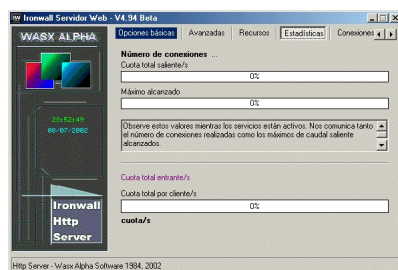 Ironwall Servidor Web - V4.94 Beta
WASX ALPHA
Opciones básicas Avanzadas Recursos Estadísticas Conexiones
Número de conexiones ...
Cuota total saliente/s
0%
Máximo alcanzado
0%
23:52:49
08/07/2002
Observe estos valores mientras los servicios están activos. Nos comunica tanto
el número de conexiones realizadas como los máximos de caudal saliente
alcanzados.
Cuota total entrante/s
Cuota total por cliente/s
0%
cuota/s
Ironwall
Http
Server
Http Server - Wasx Alpha Software 1984, 2002